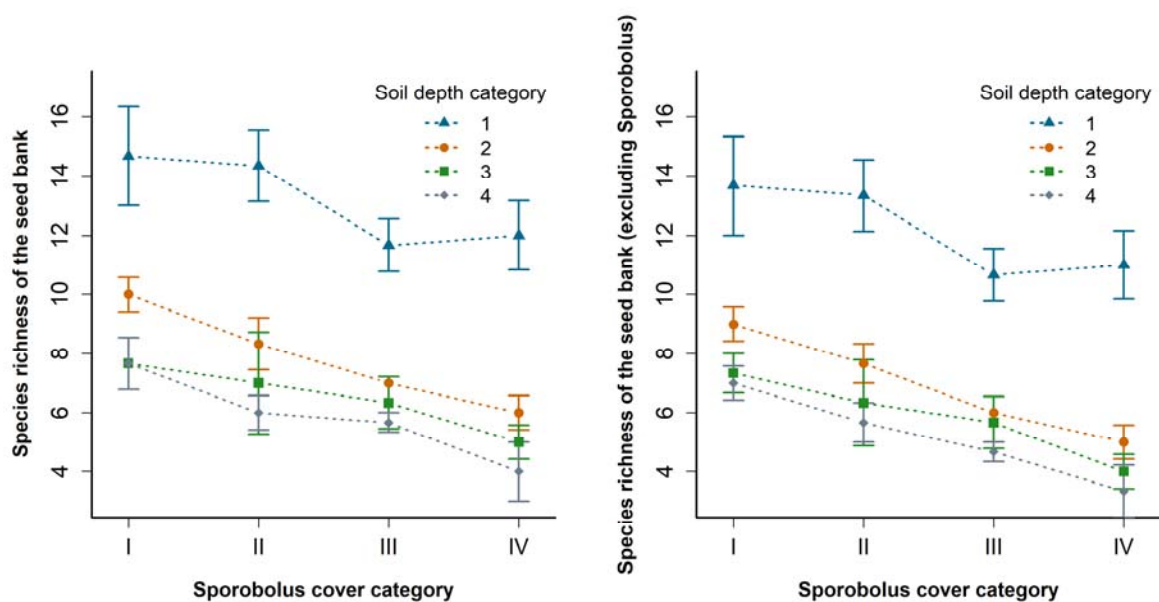 Species richness of the seed bank
16
14
12
10
8
6
4
Soil depth category
1
2
3
4
I II III IV
Sporobolus cover category
Species richness of the seed bank (excluding Sporobolus)
16
14
12
10
8
6
4
Soil depth category
1
2
3
4
I II III IV
Sporobolus cover category